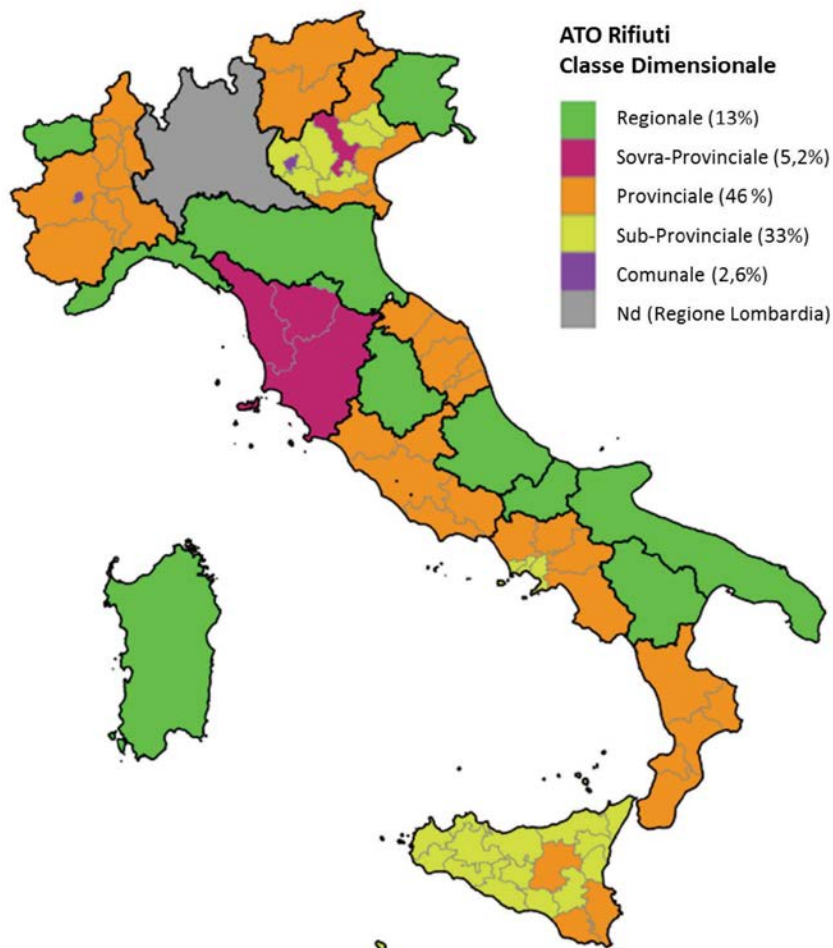 ATO Rifiuti
Classe Dimensionale
Regionale (13%)
Sovra-Provinciale (5,2%)
Provinciale (46 %)
Sub-Provinciale (33%)
Comunale (2,6%)
Nd (Regione Lombardia)